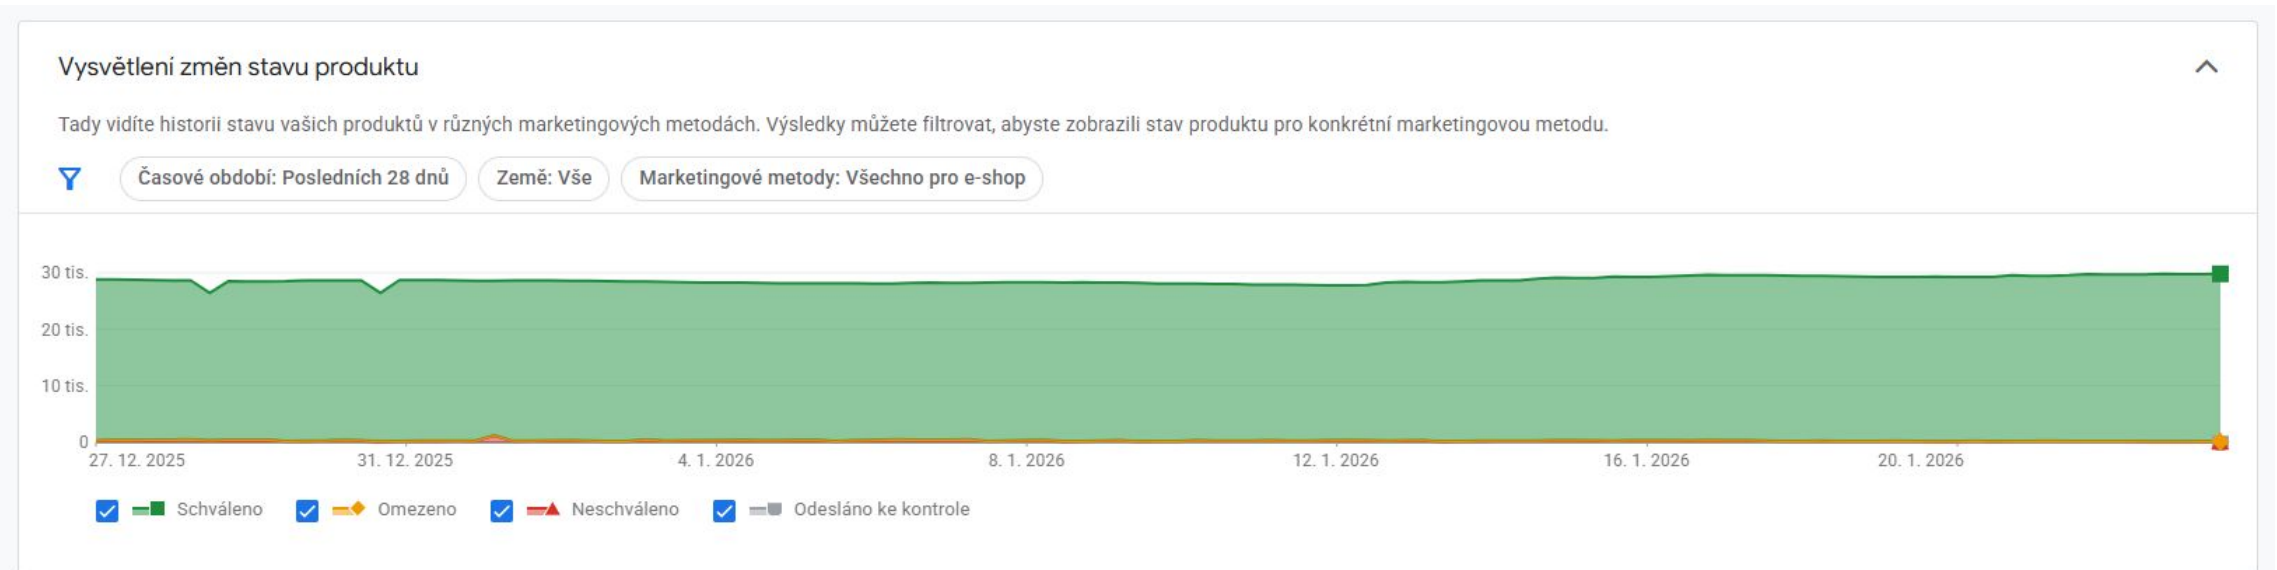 Vysvětlení změn stavu produktu
Tady vidíte historii stavu vašich produktů v různých marketingových metodách. Výsledky můžete filtrovat, abyste zobrazili stav produktu pro konkrétní marketingovou metodu.
Časové období: Posledních 28 dnů Země: Vše Marketingové metody: Všechno pro e-shop
30 tis.
20 tis.
10 tis.
0
27. 12. 2025 31. 12. 2025 4. 1. 2026 8. 1. 2026 12. 1. 2026 16. 1. 2026 20. 1. 2026
Schváleno Omezeno Neschváleno Odesláno ke kontrole